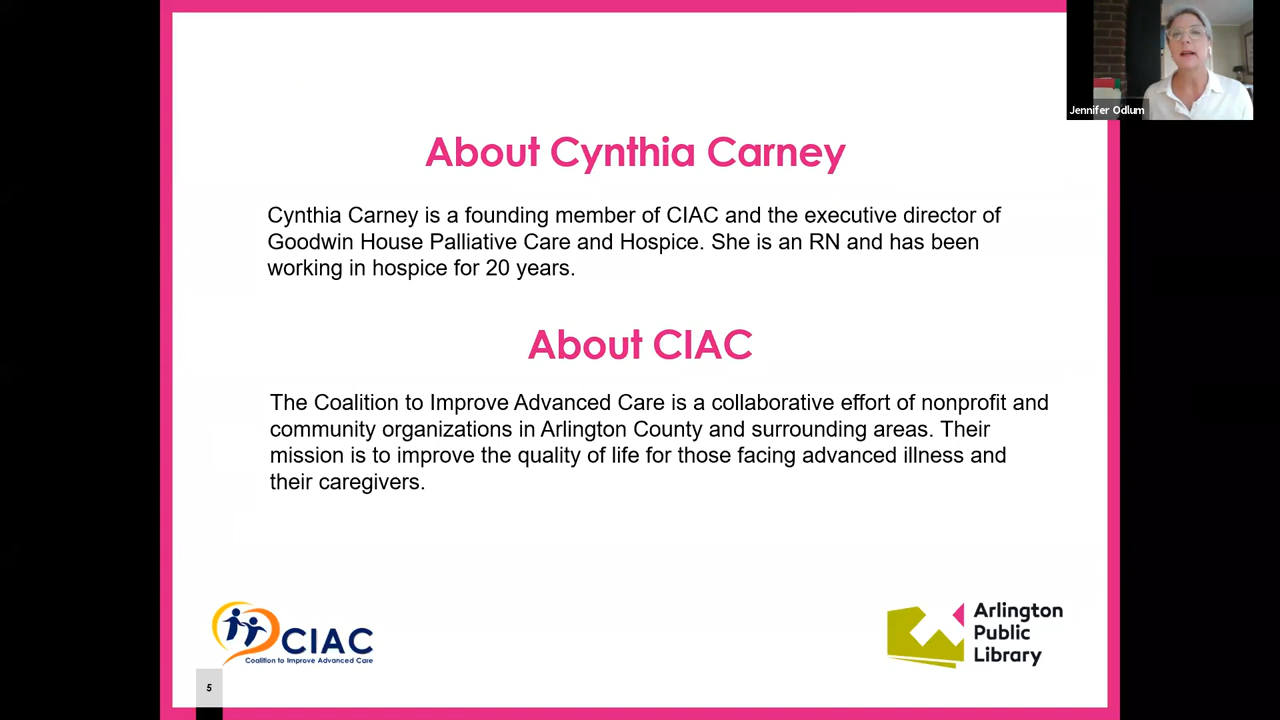 Jennifer Odlum
About Cynthia Carney
Cynthia Carney is a founding member of CIAC and the executive director of
Goodwin House Palliative Care and Hospice. She is an RN and has been
working in hospice for 20 years.
About CIAC
The Coalition to Improve Advanced Care is a collaborative effort of nonprofit and
community organizations in Arlington County and surrounding areas. Their
mission is to improve the quality of life for those facing advanced illness and
their caregivers.
CIAC
Coalition to Improve Advanced Care
Arlington
Public
Library
5